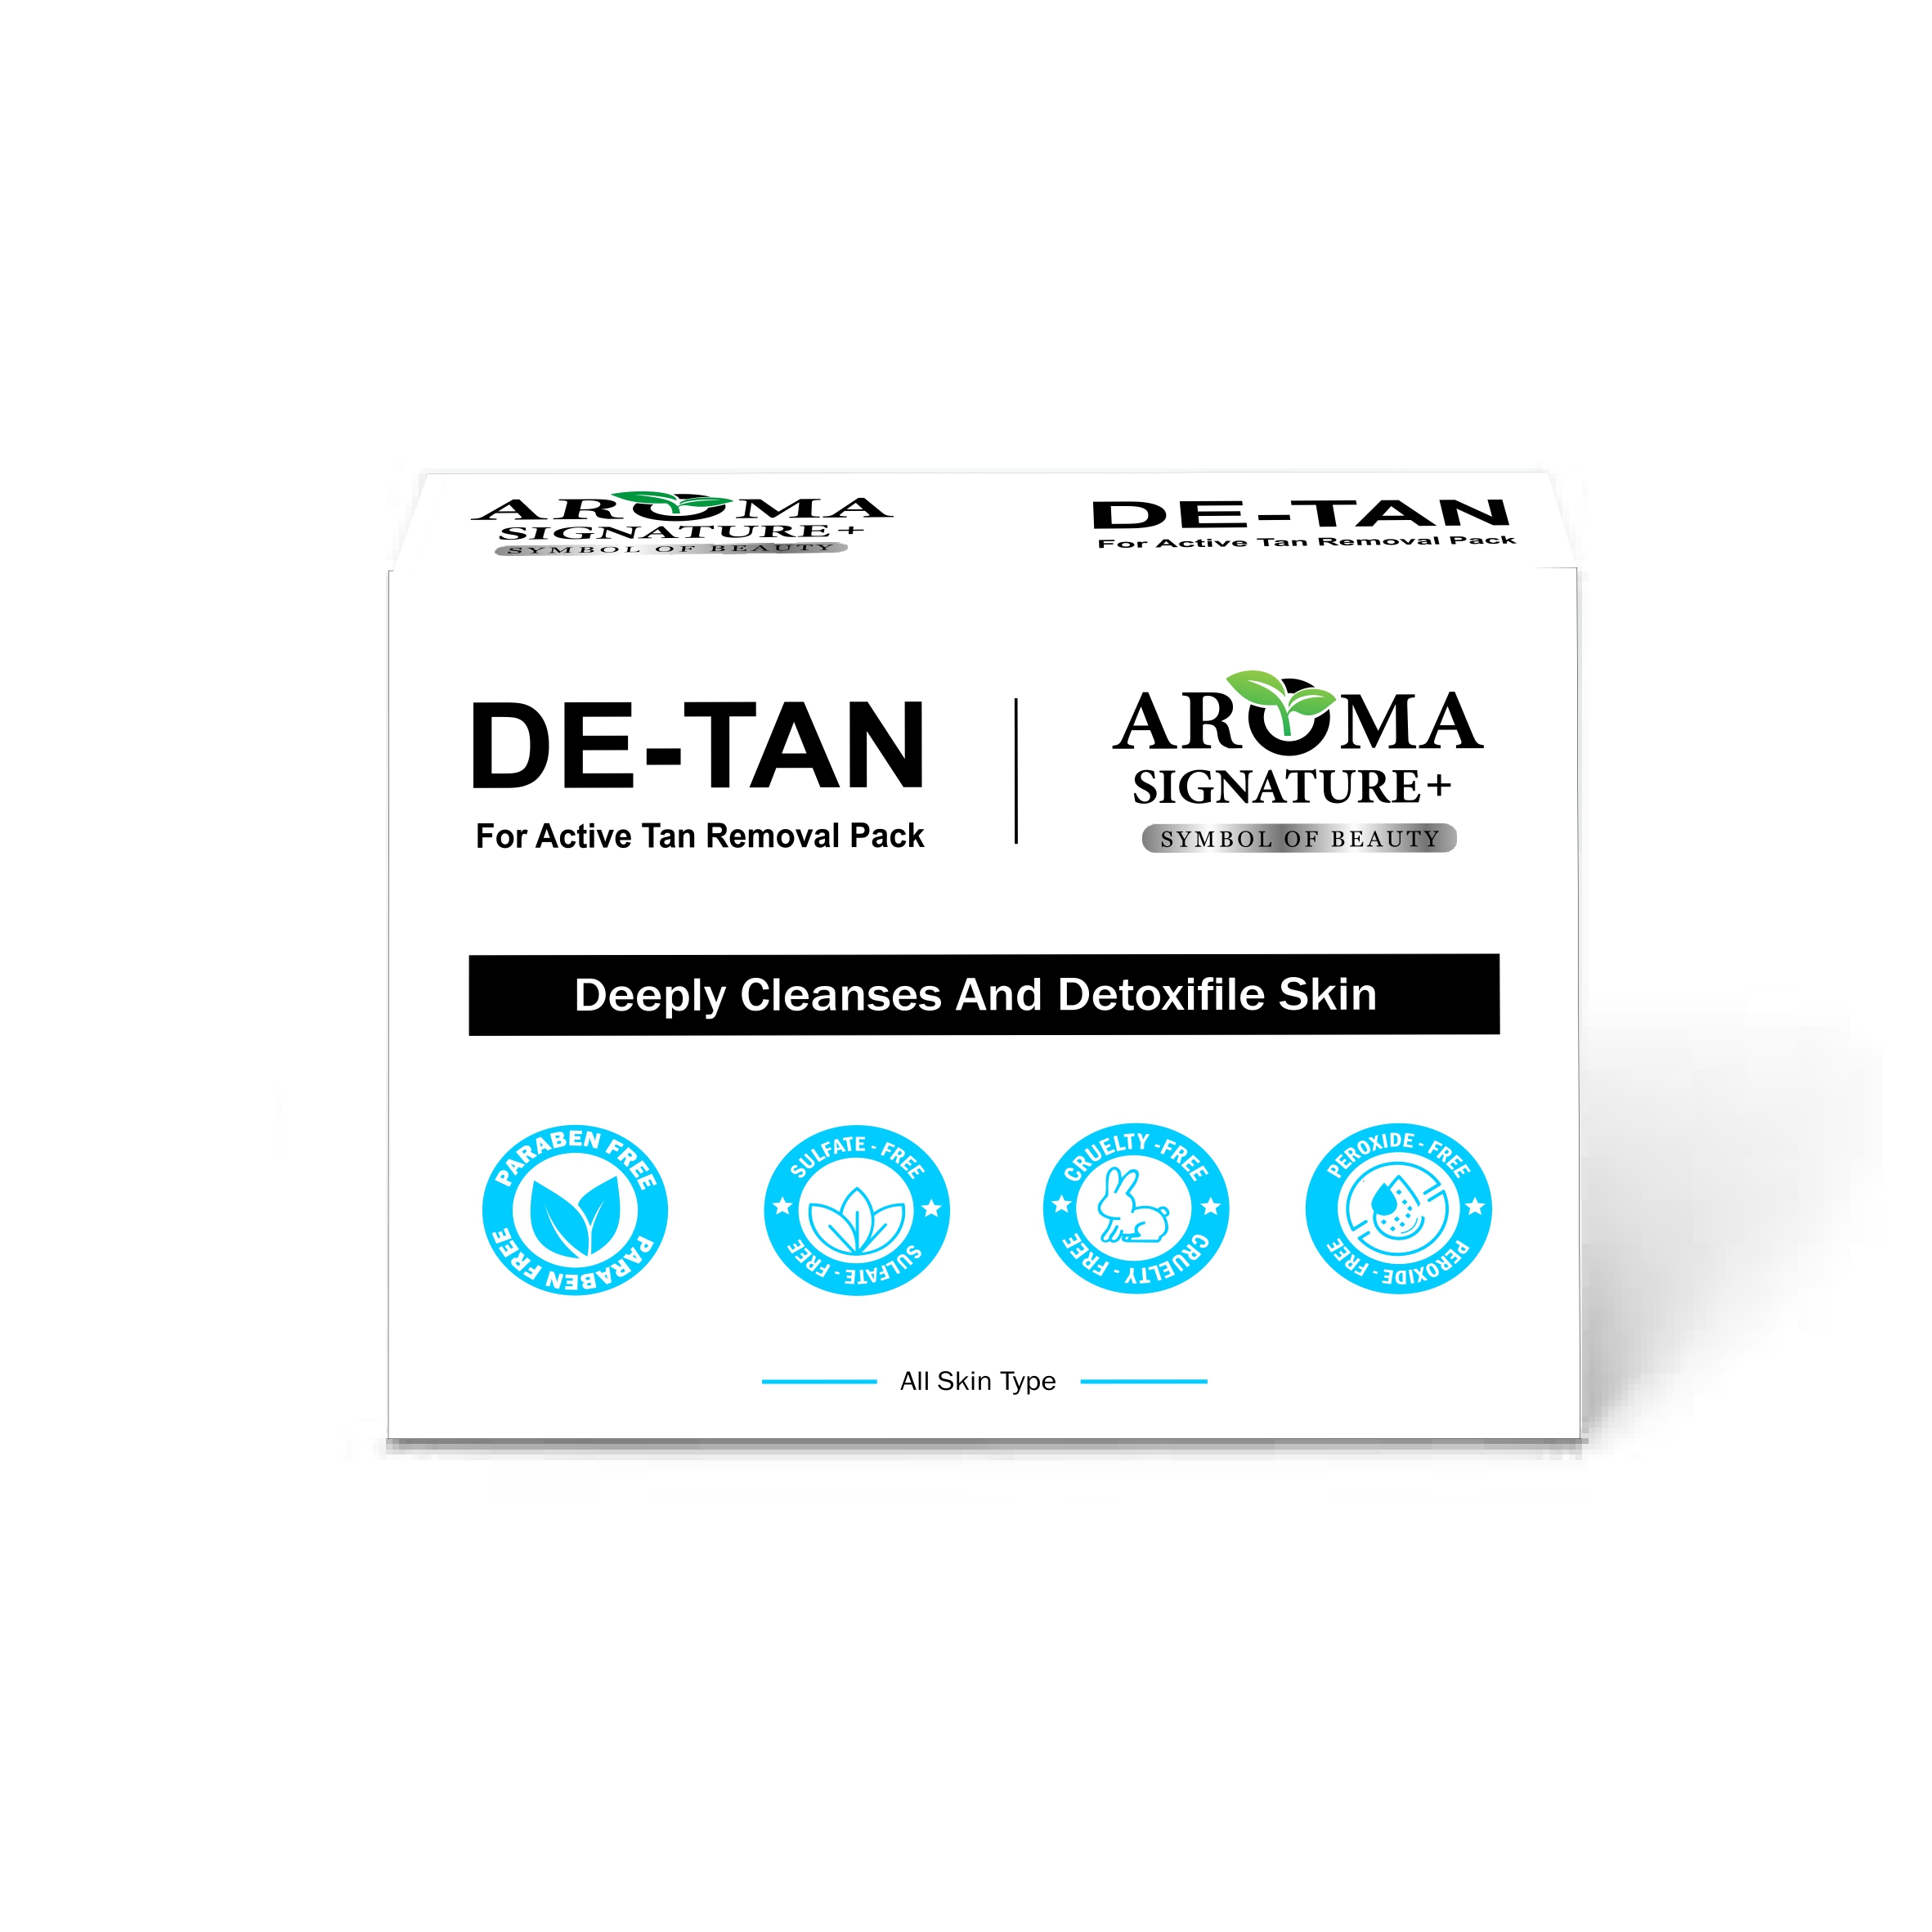 AROMA
SIGNATURE+
SYMBOL OF BEAUTY
DE-TAN
For Active Tan Removal Pack
DE-TAN
For Active Tan Removal Pack
AROMA
SIGNATURE+
SYMBOL OF BEAUTY
Deeply Cleanses And Detoxifile Skin
PARABEN FREE
PARABEN FREE
SULFATE - FREE
SULFATE - FREE
CRUELTY -FREE
CRUELTY - FREE
PEROXIDE - FREE
PEROXIDE - FREE
All Skin Type